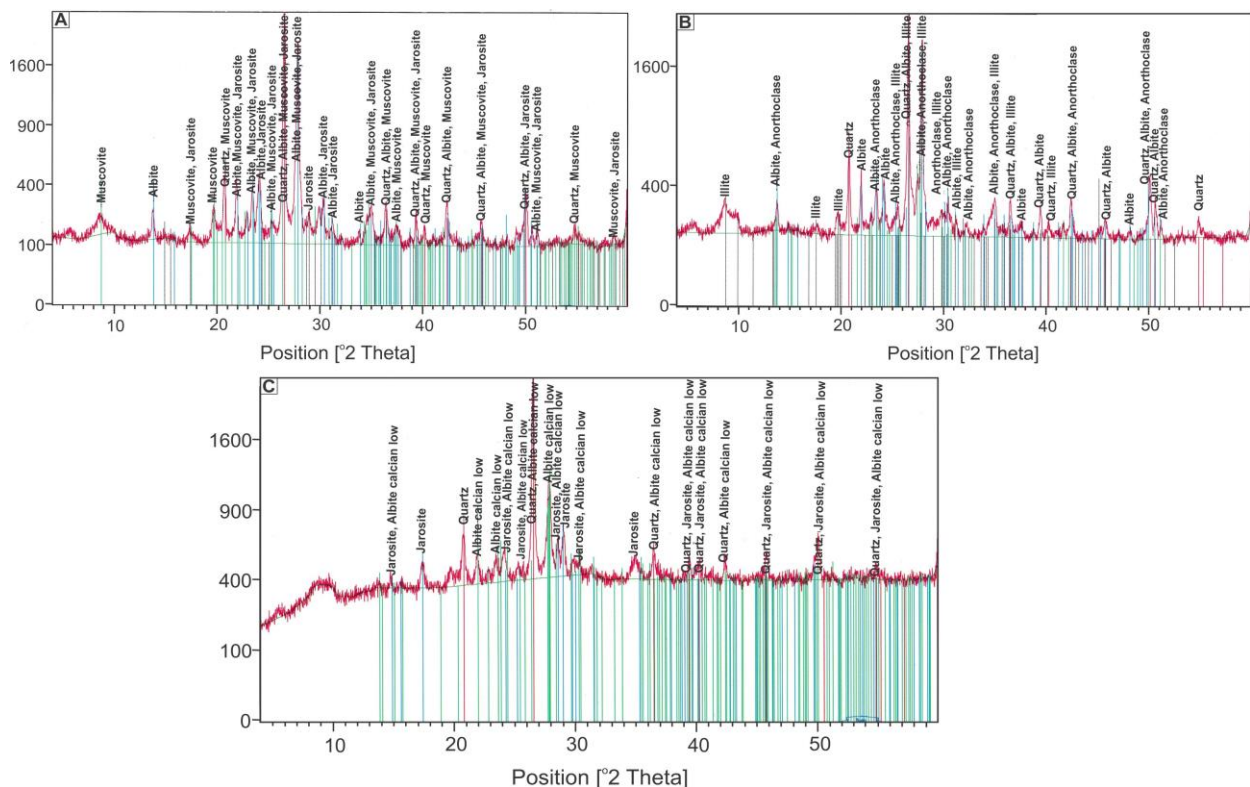 A
1600
900
400
100
0
Muscovite
Albite
Muscovite, Jarosite
Muscovite
Quartz, Muscovite
Albite, Muscovite, Jarosite
Albite, Muscovite, Jarosite
Albite, Jarosite
Albite, Muscovite, Jarosite
Quartz, Albite, Muscovite, Jarosite
Albite, Muscovite, Jarosite
Jarosite
Albite, Jarosite
Albite, Jarosite
Albite
Albite, Muscovite, Jarosite
Quartz, Albite, Muscovite
Albite, Muscovite
Quartz, Albite, Muscovite, Jarosite
Quartz, Muscovite
Quartz, Albite, Muscovite
Quartz, Albite, Muscovite, Jarosite
Quartz, Albite, Jarosite
Albite, Muscovite, Jarosite
Quartz, Muscovite
Muscovite, Jarosite
10
20
30
40
50
Position [°2 Theta]
B
1600
400
0
Illite
Albite, Anorthoclase
Illite
Illite
Quartz
Albite
Albite, Anorthoclase
Albite
Albite, Anorthoclase, Illite
Quartz, Albite, Illite
Albite, Anorthoclase, Illite
Anorthoclase, Illite
Albite, Anorthoclase
Albite, Illite
Albite, Anorthoclase
Albite, Anorthoclase, Illite
Quartz, Albite, Illite
Albite
Quartz, Albite
Quartz, Illite
Quartz, Albite, Anorthoclase
Quartz, Albite
Albite
Quartz, Albite, Anorthoclase
Quartz, Albite
Albite, Anorthoclase
Quartz
10
20
30
40
50
Position [°2 Theta]
C
1600
900
400
100
0
Jarosite, Albite calcian low
Jarosite
Quartz
Albite calcian low
Albite calcian low
Jarosite, Albite calcian low
Jarosite, Albite calcian low
Quartz, Albite calcian low
Albite calcian low
Jarosite, Albite calcian low
Jarosite
Jarosite, Albite calcian low
Jarosite
Quartz, Albite calcian low
Quartz, Jarosite, Albite calcian low
Quartz, Jarosite, Albite calcian low
Quartz, Albite calcian low
Quartz, Jarosite, Albite calcian low
Quartz, Jarosite, Albite calcian low
Quartz, Jarosite, Albite calcian low
10
20
30
40
50
Position [°2 Theta]